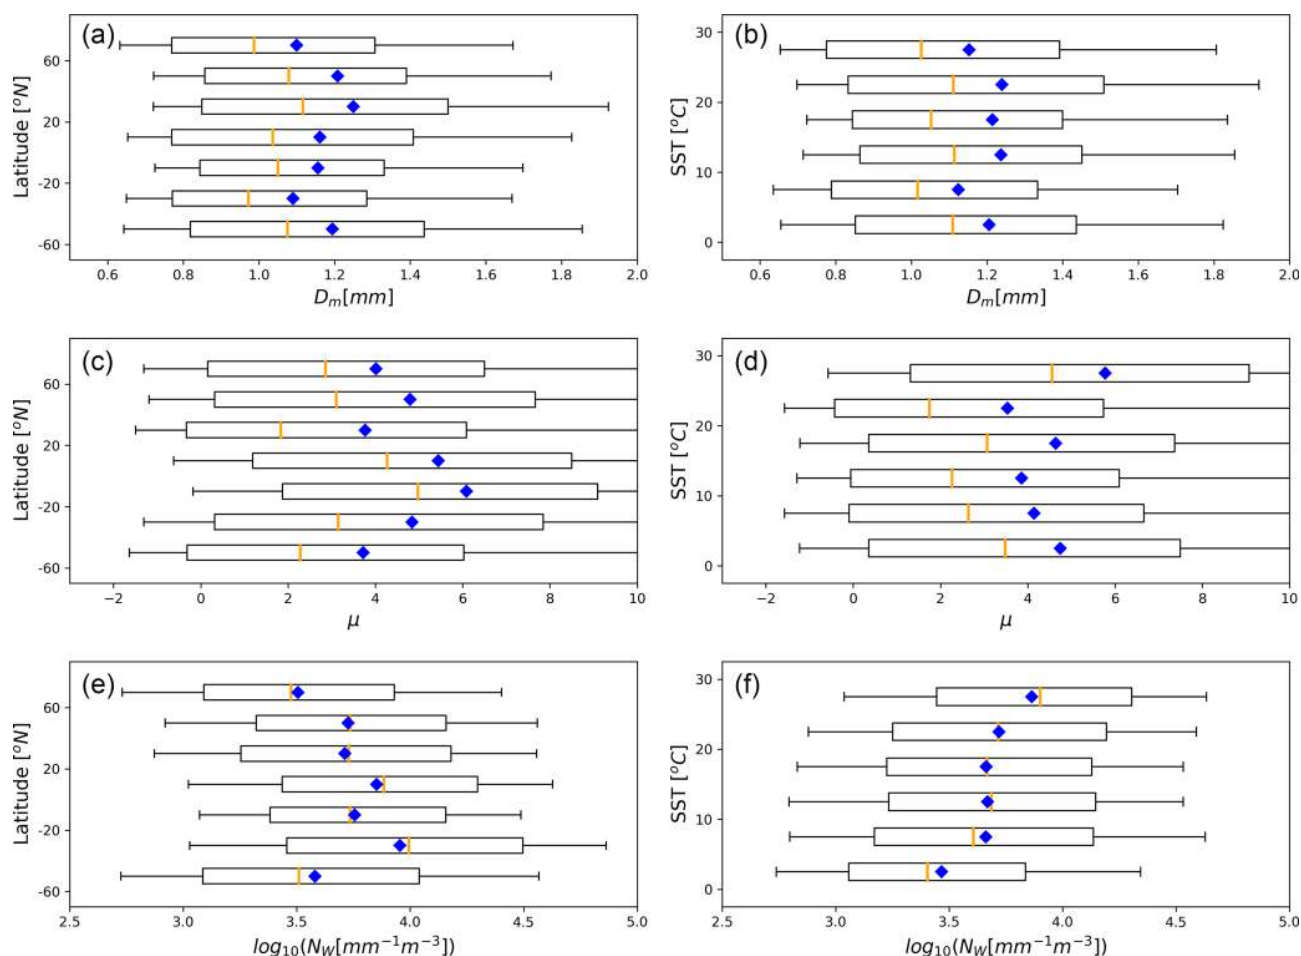 (a)
Latitude [°N]
60
20
-20
-60
0.6 0.8 1.0 1.2 1.4 1.6 1.8 2.0
D_m[mm]
(b)
SST [°C]
30
20
10
0
0.6 0.8 1.0 1.2 1.4 1.6 1.8 2.0
D_m[mm]
(c)
Latitude [°N]
60
20
-20
-60
−2 0 2 4 6 8 10
μ
(d)
SST [°C]
30
20
10
0
−2 0 2 4 6 8 10
μ
(e)
Latitude [°N]
60
20
-20
-60
2.5 3.0 3.5 4.0 4.5 5.0
log₁₀(N_W[mm⁻¹m⁻³])
(f)
SST [°C]
30
20
10
0
2.5 3.0 3.5 4.0 4.5 5.0
log₁₀(N_W[mm⁻¹m⁻³])